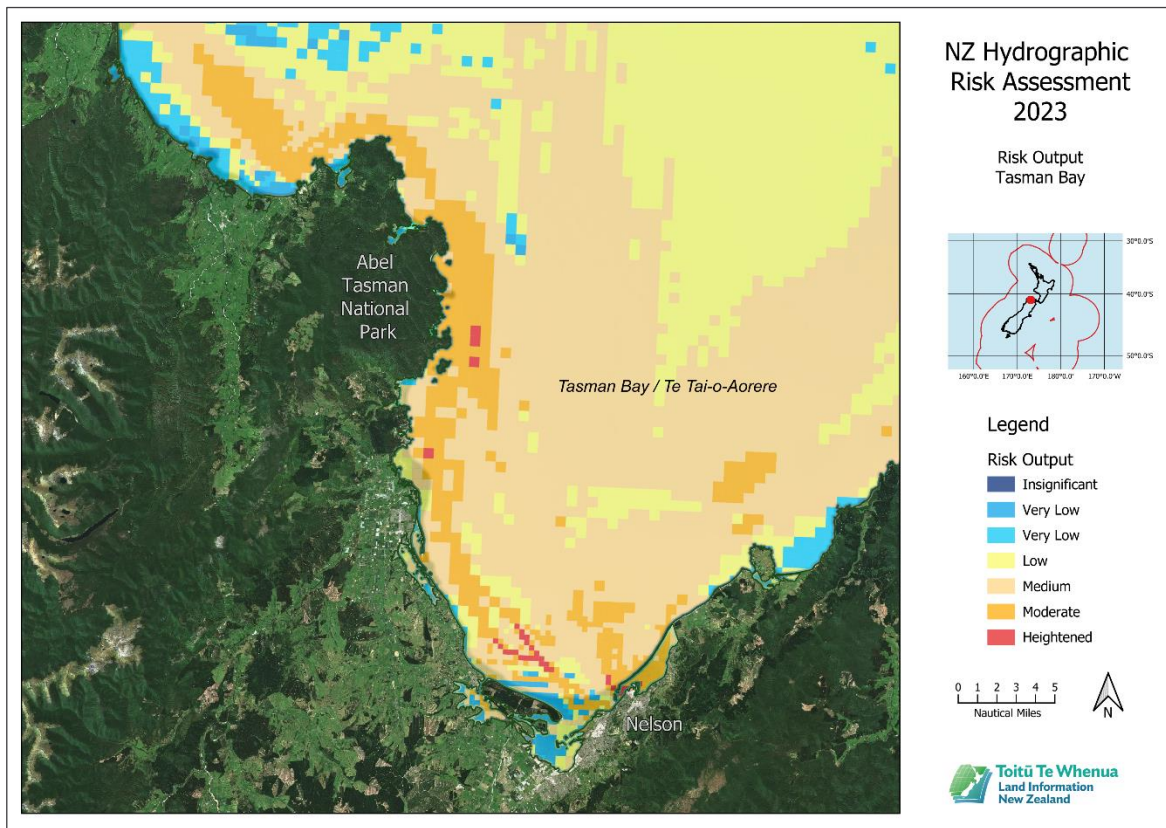 NZ Hydrographic
Risk Assessment
2023
Risk Output
Tasman Bay
Abel
Tasman
National
Park
Tasman Bay / Te Tai-o-Aorere
Nelson
30°0.0'S
40°0.0'S
50°0.0'S
160°0.0'E 170°0.0'E 180°0.0' 170°0.0'W
Legend
Risk Output
Insignificant
Very Low
Very Low
Low
Medium
Moderate
Heightened
0 1 2 3 4 5
Nautical Miles
N
Toitū Te Whenua
Land Information
New Zealand